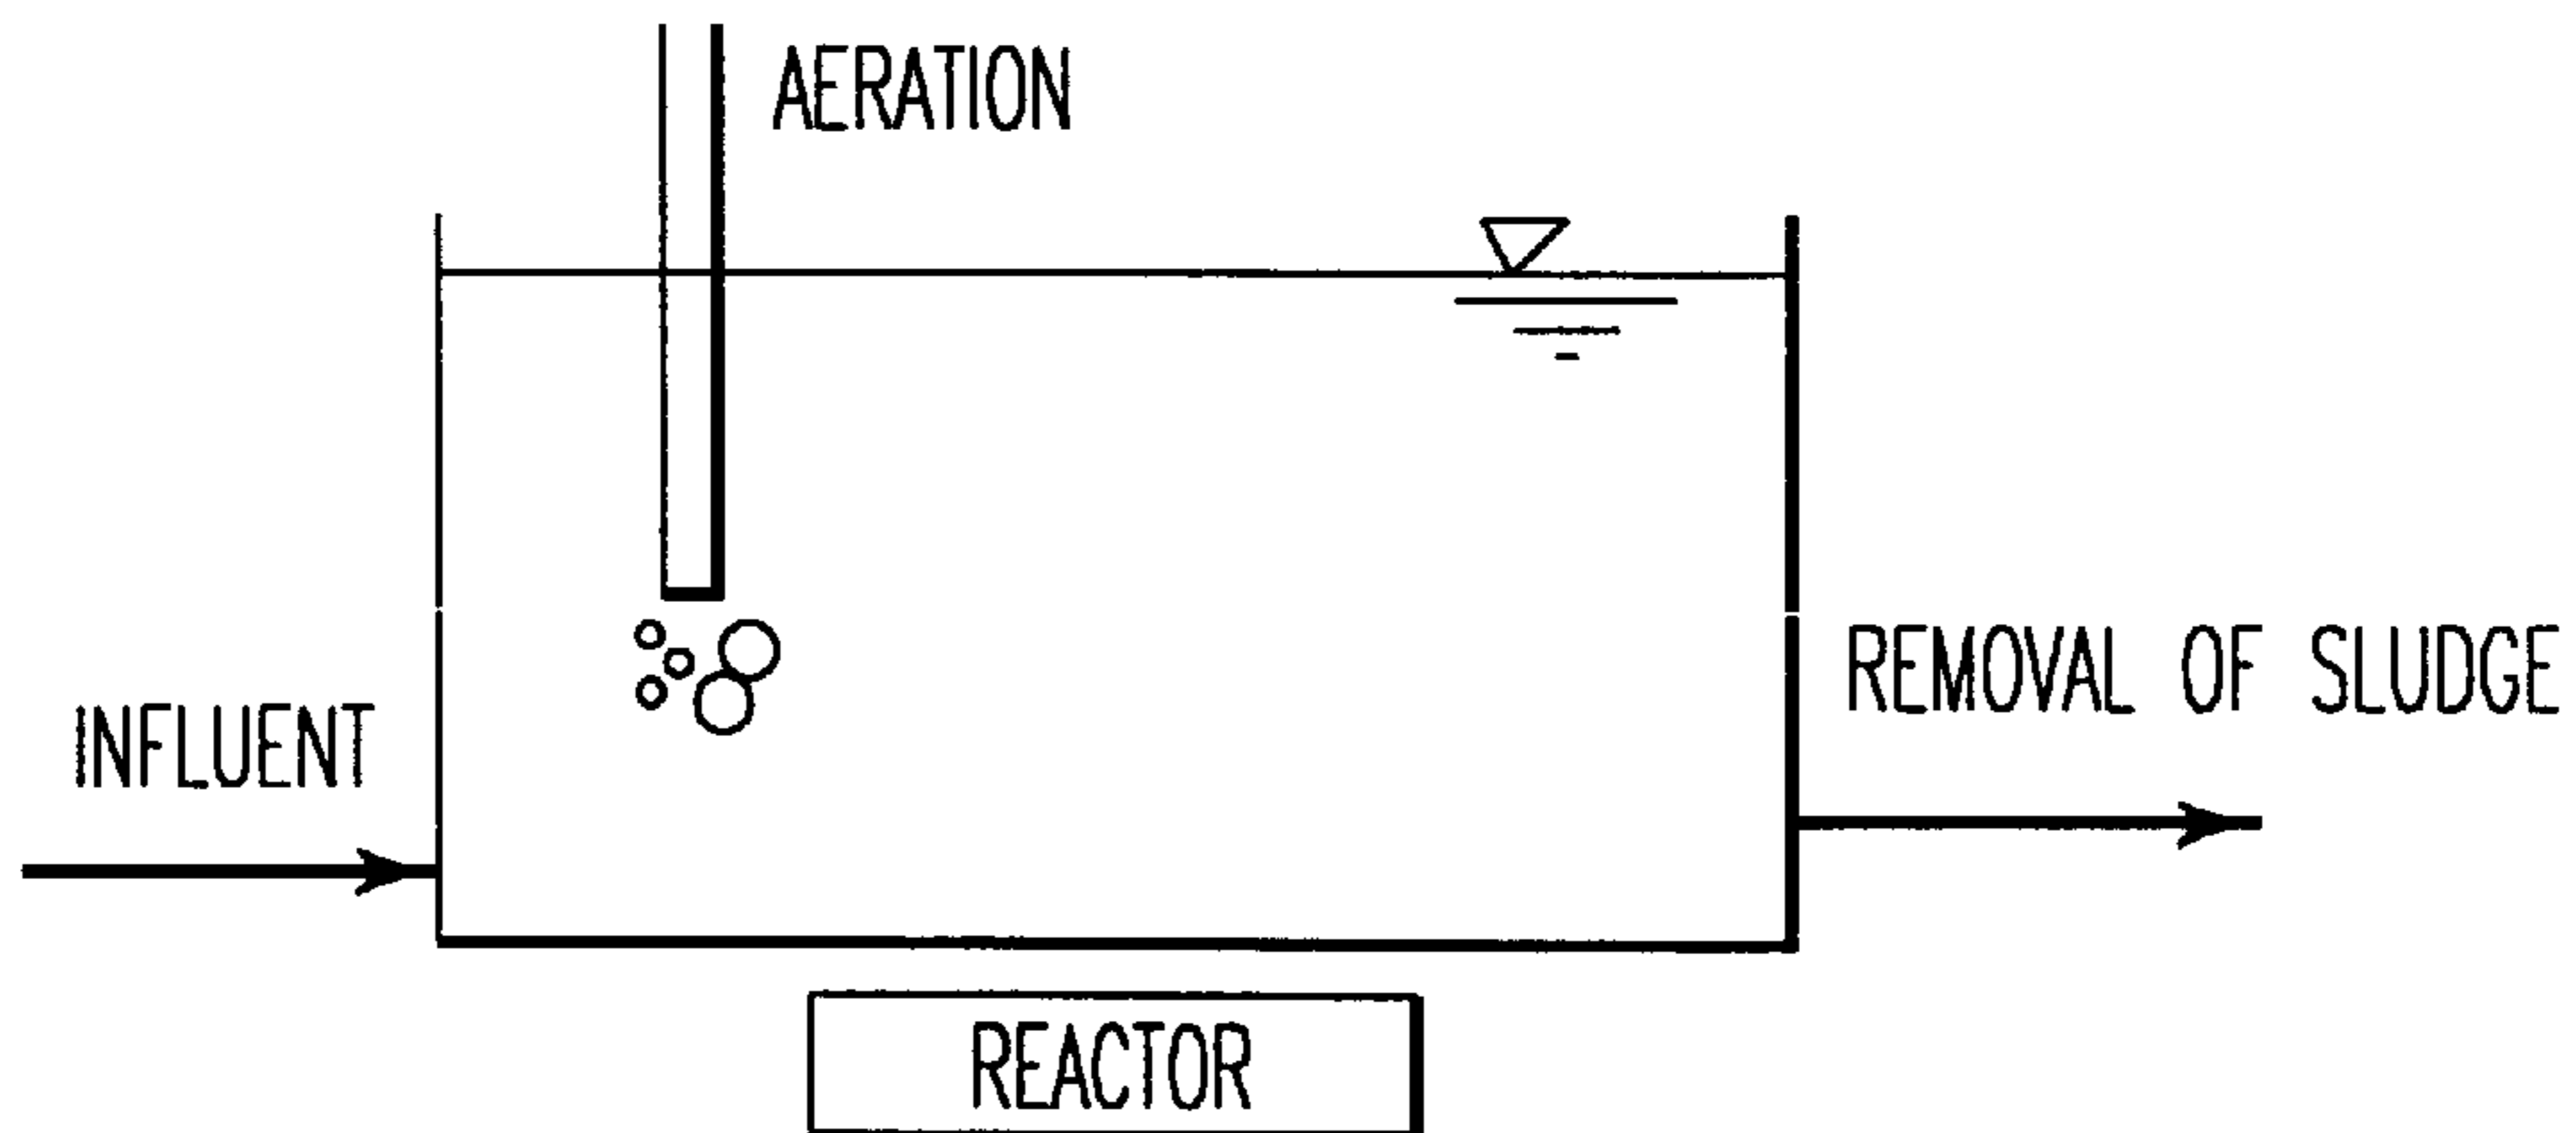 AERATION
REMOVAL OF SLUDGE
INFLUENT
REACTOR